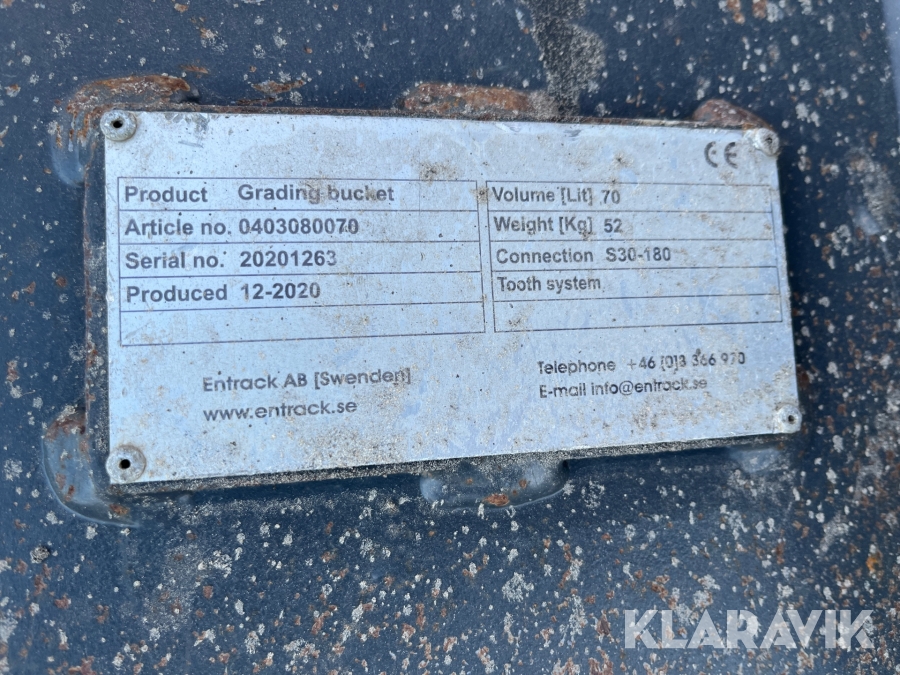 CE
Product Grading bucket
Article no. 0403080070
Serial no. 20201263
Produced 12-2020
Volume [Lit] 70
Weight [Kg] 52
Connection S30-180
Tooth system
Entrack AB [Swenden]
www.entrack.se
Telephone +46 [0]8 366 970
E-mail info@entrack.se
KLARAVIK